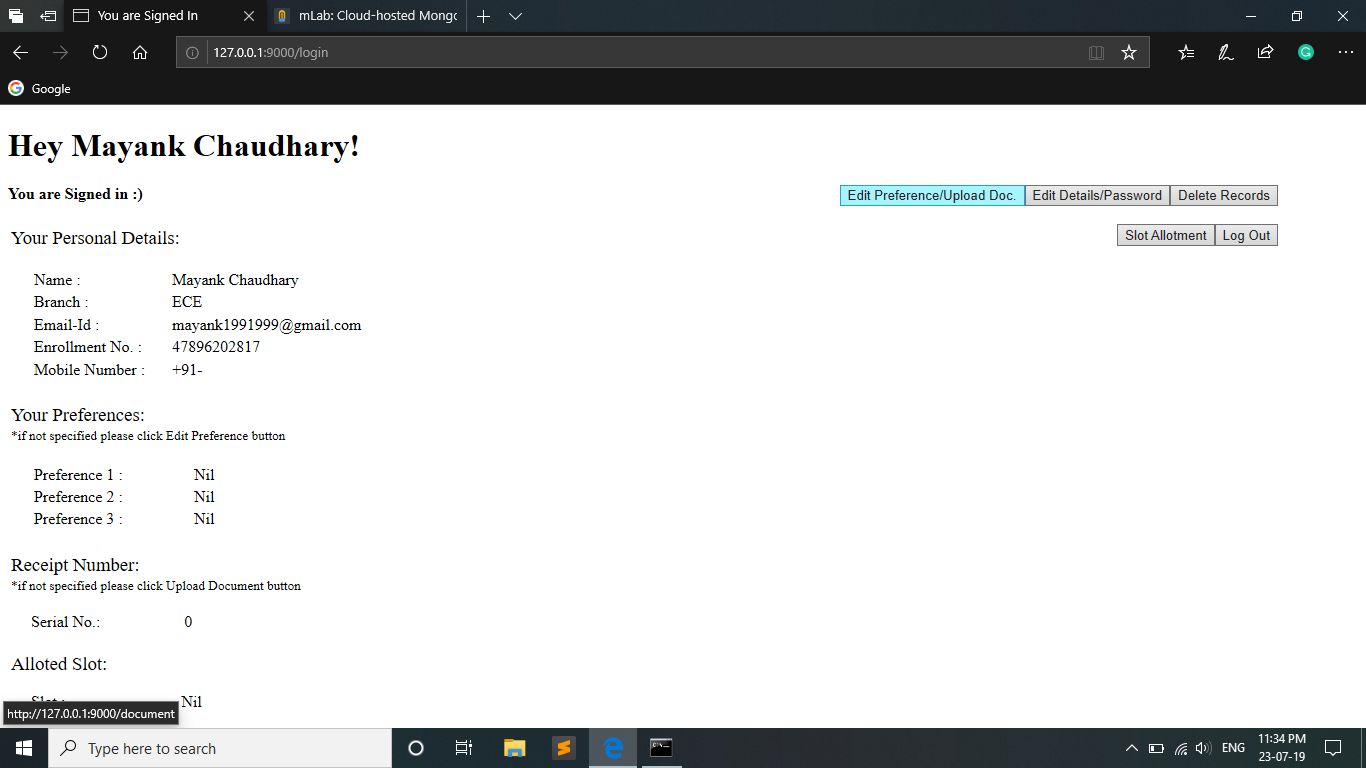 You are Signed In
mLab: Cloud-hosted Mongo
127.0.0.1:9000/login
G
Google
Hey Mayank Chaudhary!
You are Signed in :)
Edit Preference/Upload Doc. Edit Details/Password Delete Records
Slot Allotment Log Out
Your Personal Details:
Name : Mayank Chaudhary
Branch : ECE
Email-Id : mayank1991999@gmail.com
Enrollment No. : 47896202817
Mobile Number : +91-
Your Preferences:
*if not specified please click Edit Preference button
Preference 1 : Nil
Preference 2 : Nil
Preference 3 : Nil
Receipt Number:
*if not specified please click Upload Document button
Serial No.: 0
Alloted Slot:
Slot : Nil
http://127.0.0.1:9000/document
Type here to search
ENG
11:34 PM
23-07-19